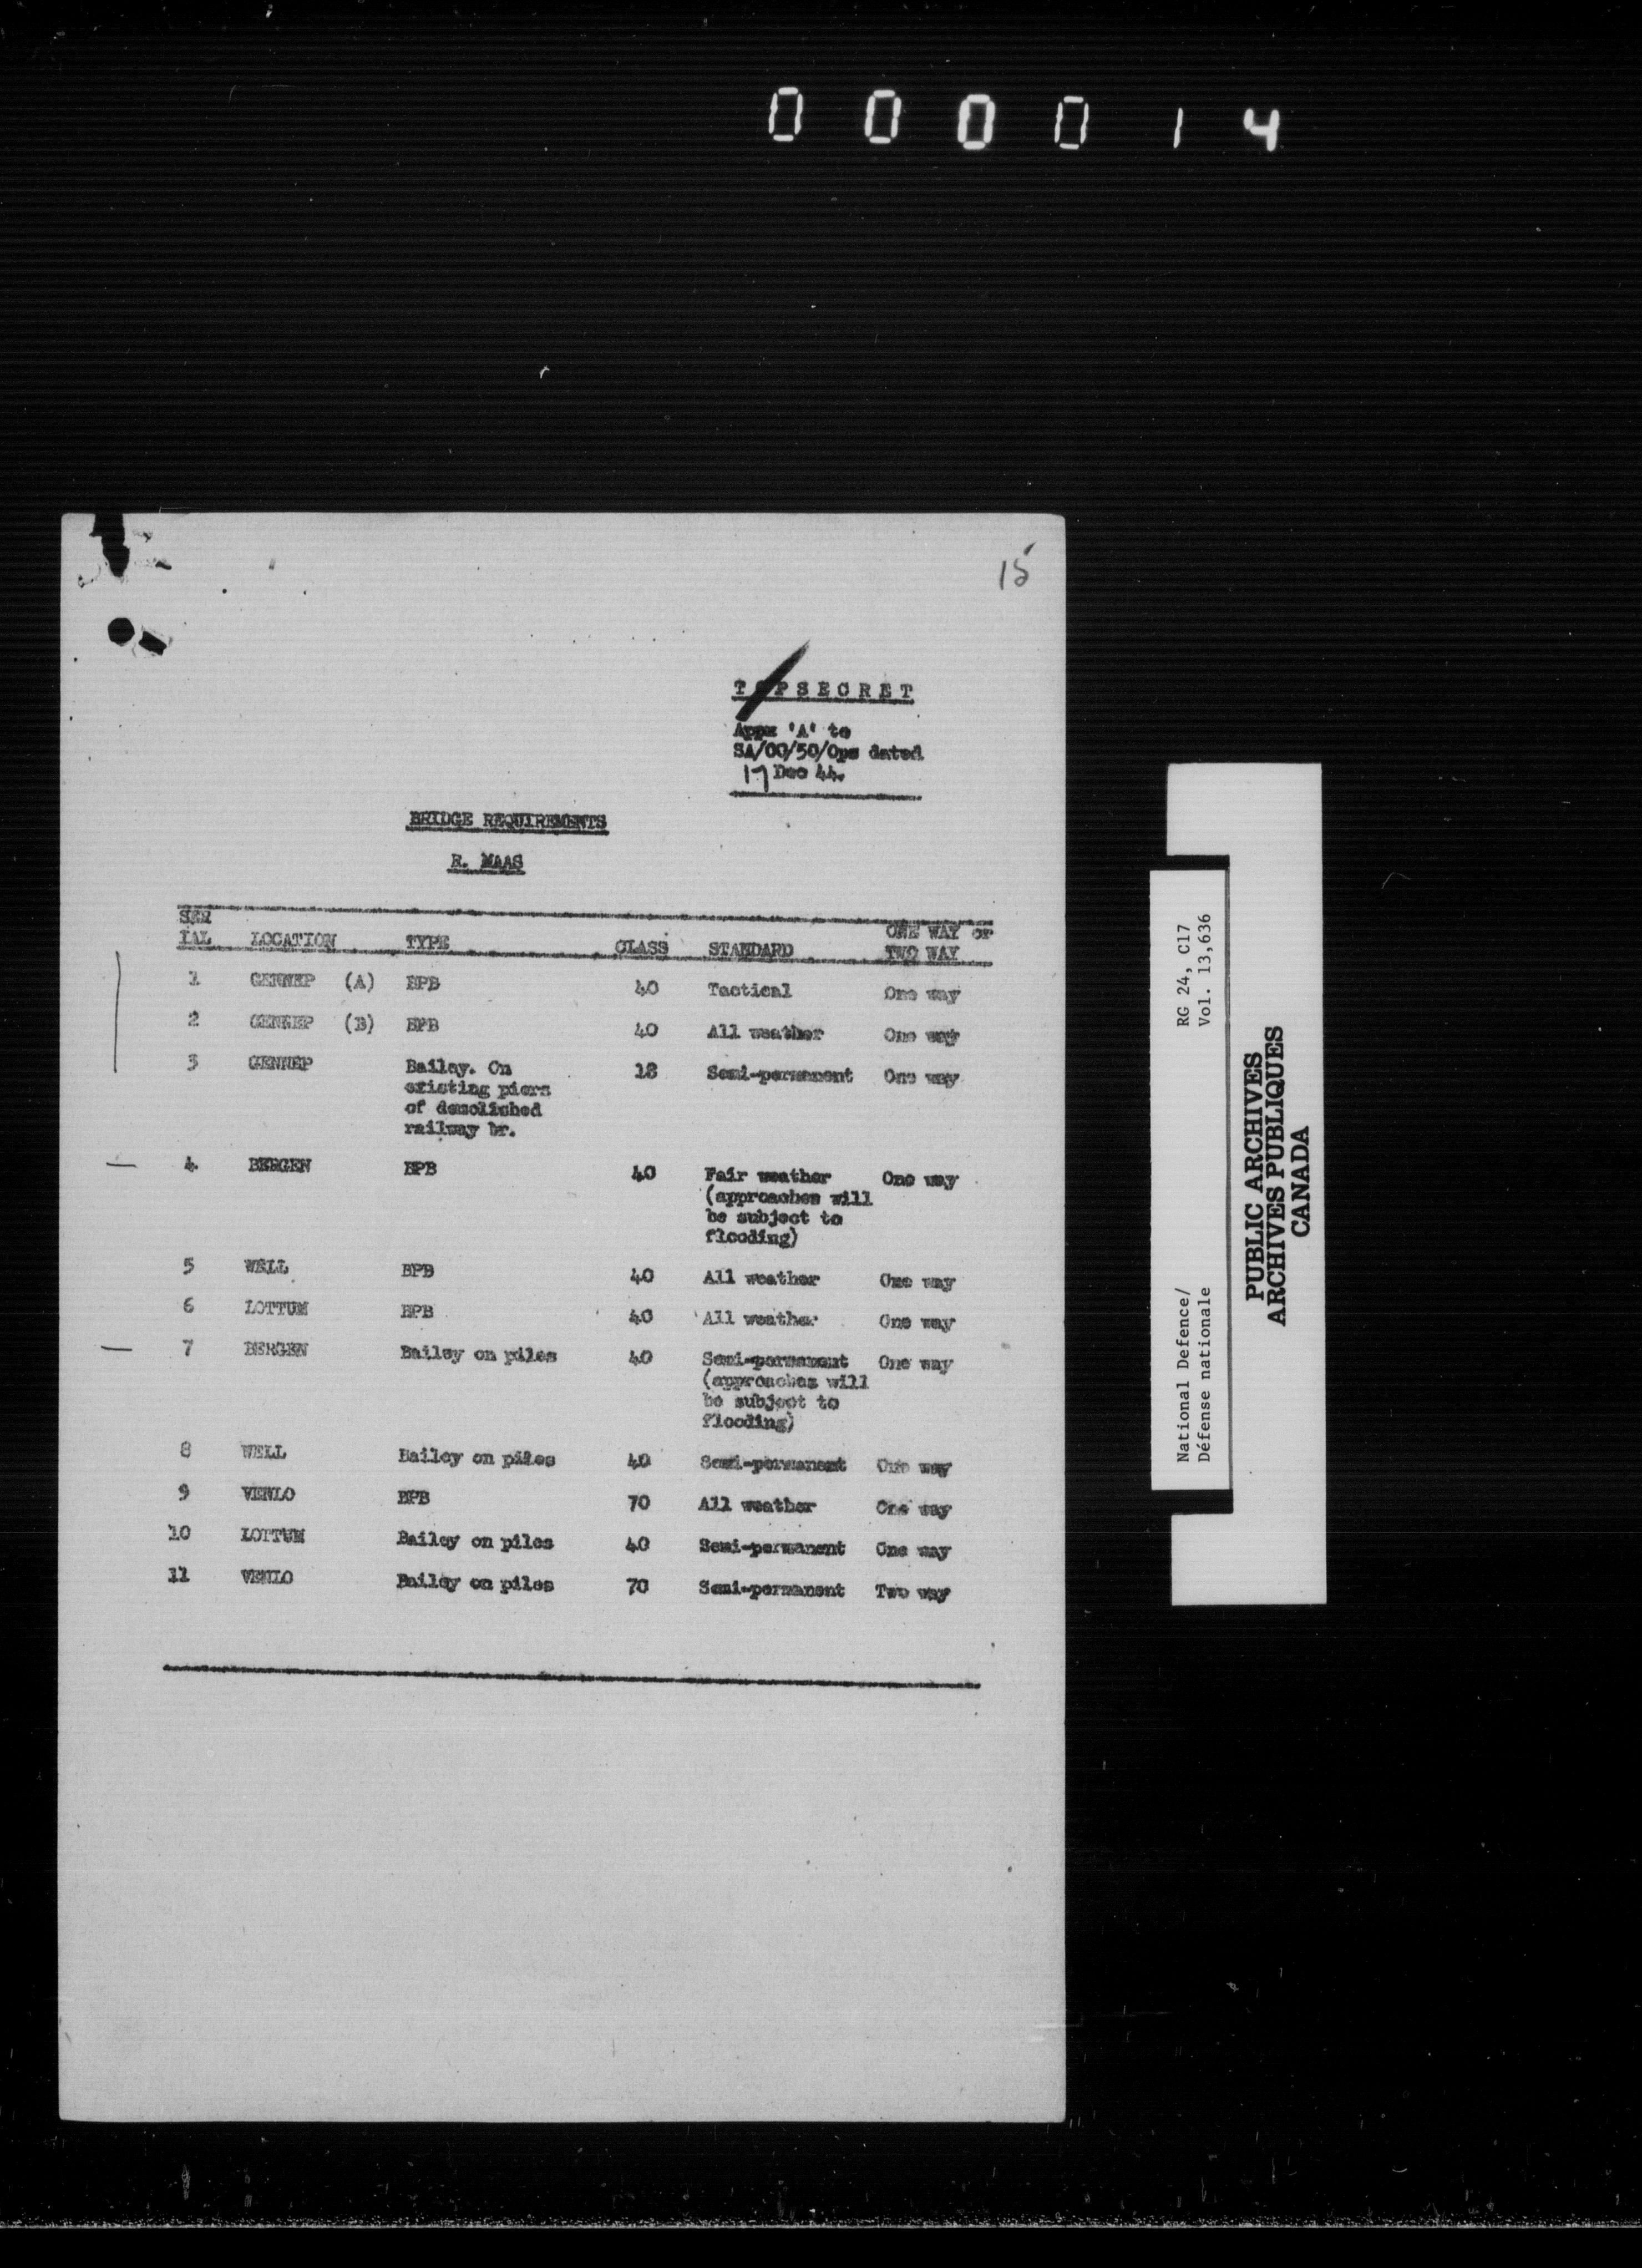 000014
15
TOP SECRET
Appx 'A' to
SA/00/50/Ops dated
17 Dec 44.
BRIDGE REQUIREMENTS
R. MAAS
SER
IAL LOCATION TYPE CLASS STANDARD ONE WAY or
TWO WAY
1 GENNEP (A) BPB 40 Tactical One way
2 GENNEP (B) BPB 40 All weather One way
3 GENNEP Bailey. On 18 Semi-permanent One way
existing piers
of demolished
railway br.
4. BERGEN BPB 40 Fair weather One way
(approaches will
be subject to
flooding)
5 WELL BPB 40 All weather One way
6 LOTTUM BPB 40 All weather One way
7 BERGEN Bailey on piles 40 Semi-permanent One way
(approaches will
be subject to
flooding)
8 WELL Bailey on piles 40 Semi-permanent One way
9 VENLO BPB 70 All weather One way
10 LOTTUM Bailey on piles 40 Semi-permanent One way
11 VENLO Bailey on piles 70 Semi-permanent Two way
National Defence/ RG 24, C17
Défense nationale Vol. 13,636
PUBLIC ARCHIVES
ARCHIVES PUBLIQUES
CANADA